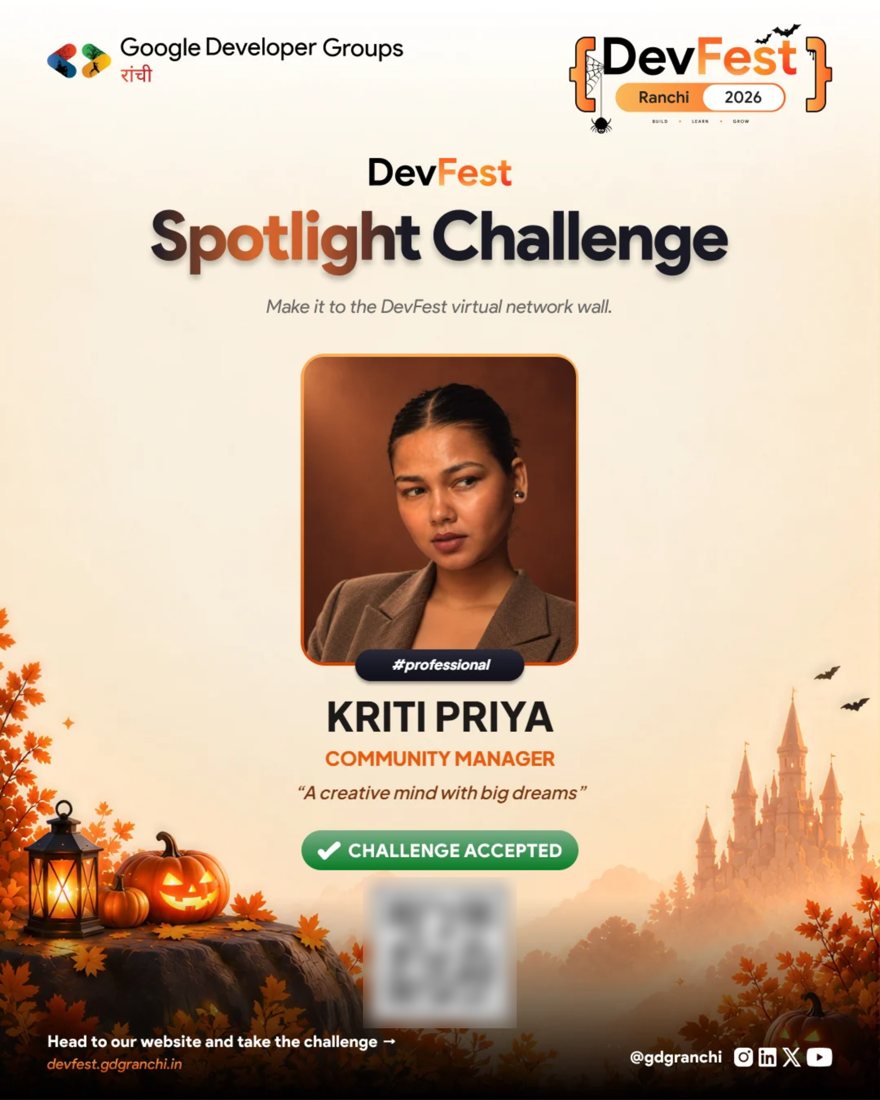 Google Developer Groups
रांची
DevFest
Ranchi 2026
BUILD • LEARN • GROW
DevFest
Spotlight Challenge
Make it to the DevFest virtual network wall.
#professional
KRITI PRIYA
COMMUNITY MANAGER
“A creative mind with big dreams”
CHALLENGE ACCEPTED
Head to our website and take the challenge →
devfest.gdgranchi.in
@gdgranchi